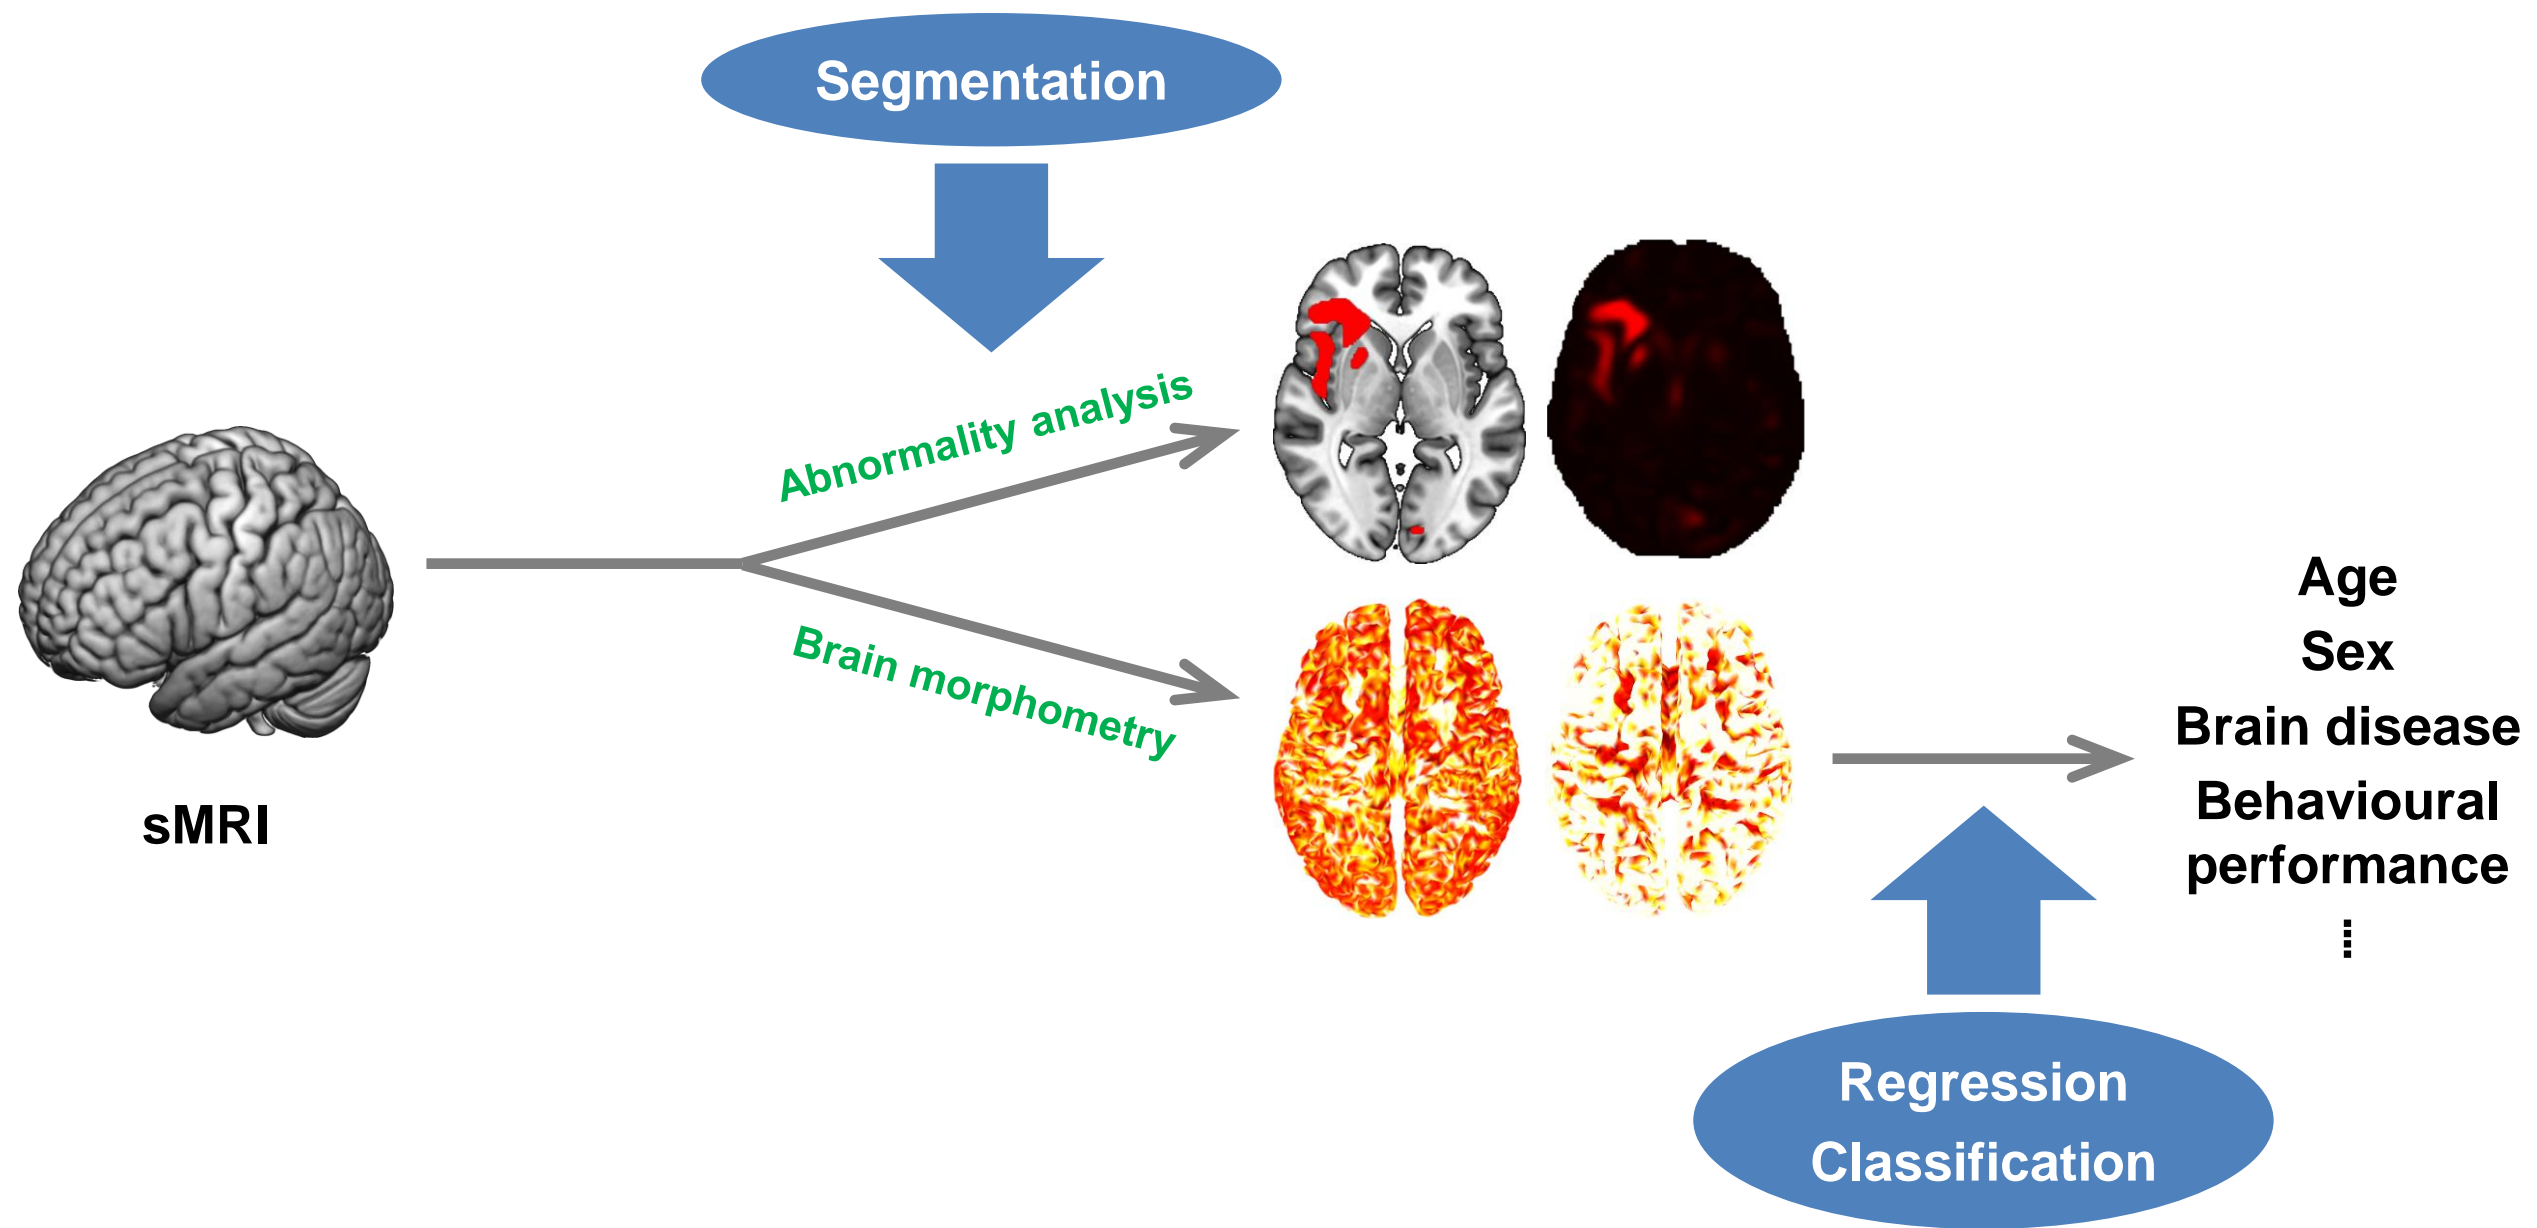 Segmentation
Abnormality analysis
Brain morphometry
sMRI
Age
Sex
Brain disease
Behavioural
performance
Regression
Classification